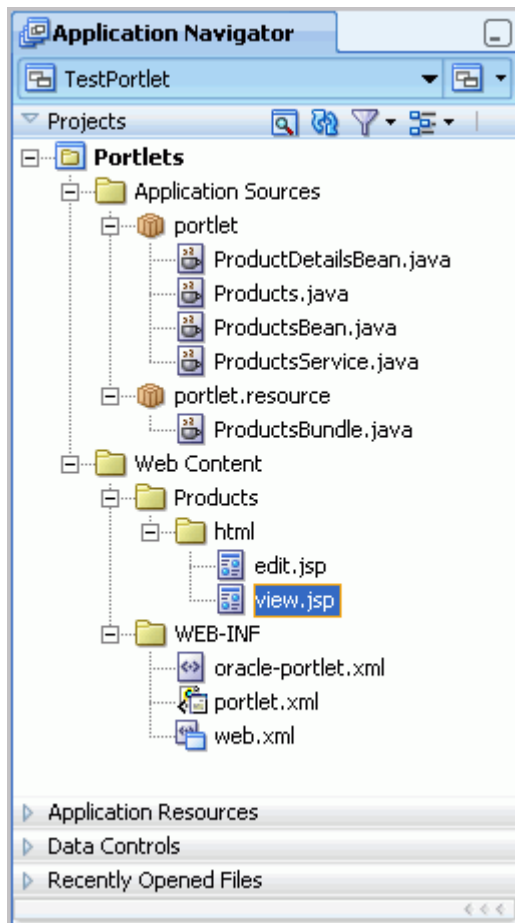 Application Navigator
TestPortlet
Projects
Portlets
Application Sources
portlet
ProductDetailsBean.java
Products.java
ProductsBean.java
ProductsService.java
portlet.resource
ProductsBundle.java
Web Content
Products
html
edit.jsp
view.jsp
WEB-INF
oracle-portlet.xml
portlet.xml
web.xml
Application Resources
Data Controls
Recently Opened Files